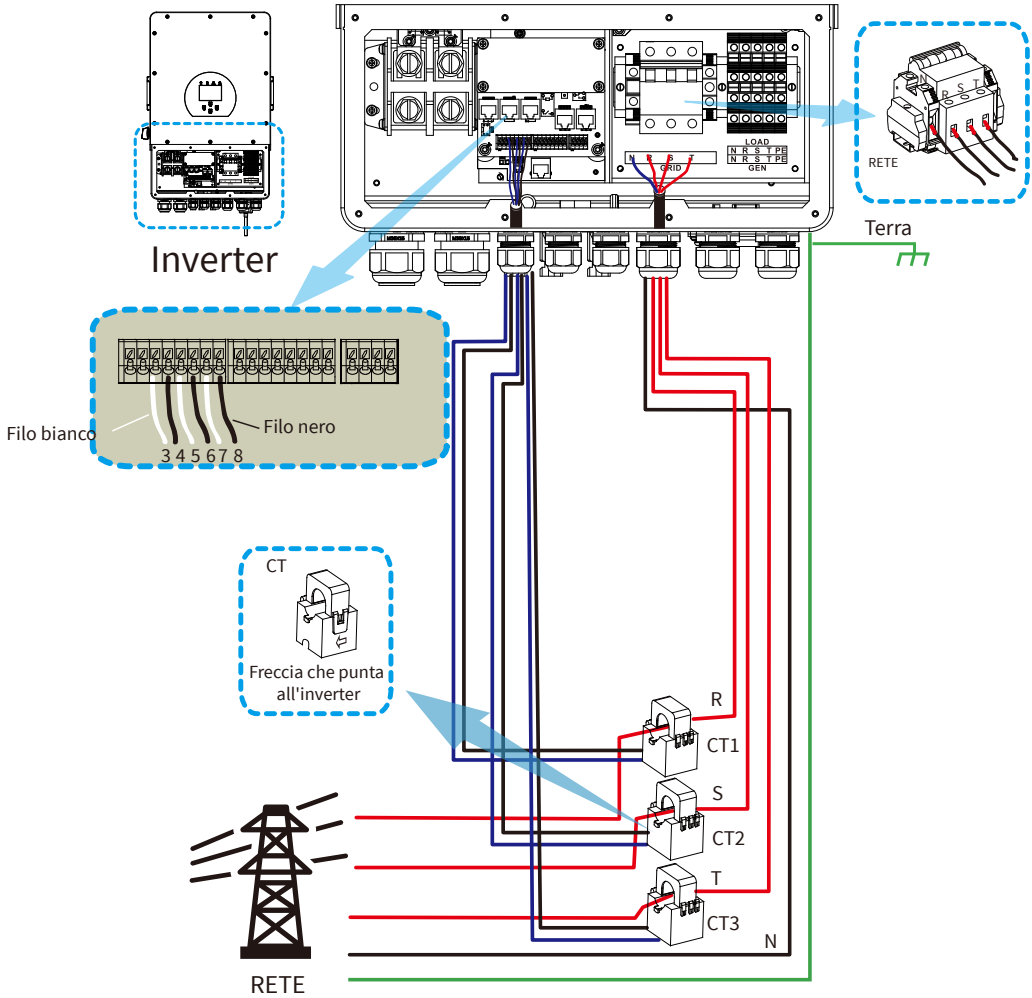 Inverter
LOAD
N R S T PE
N R S T PE
GEN
N R S T
GRID
N R S T
RETE
Terra
Filo bianco
Filo nero
3 4 5 6 7 8
CT
Freccia che punta
all'inverter
R
CT1
S
CT2
T
CT3
N
RETE